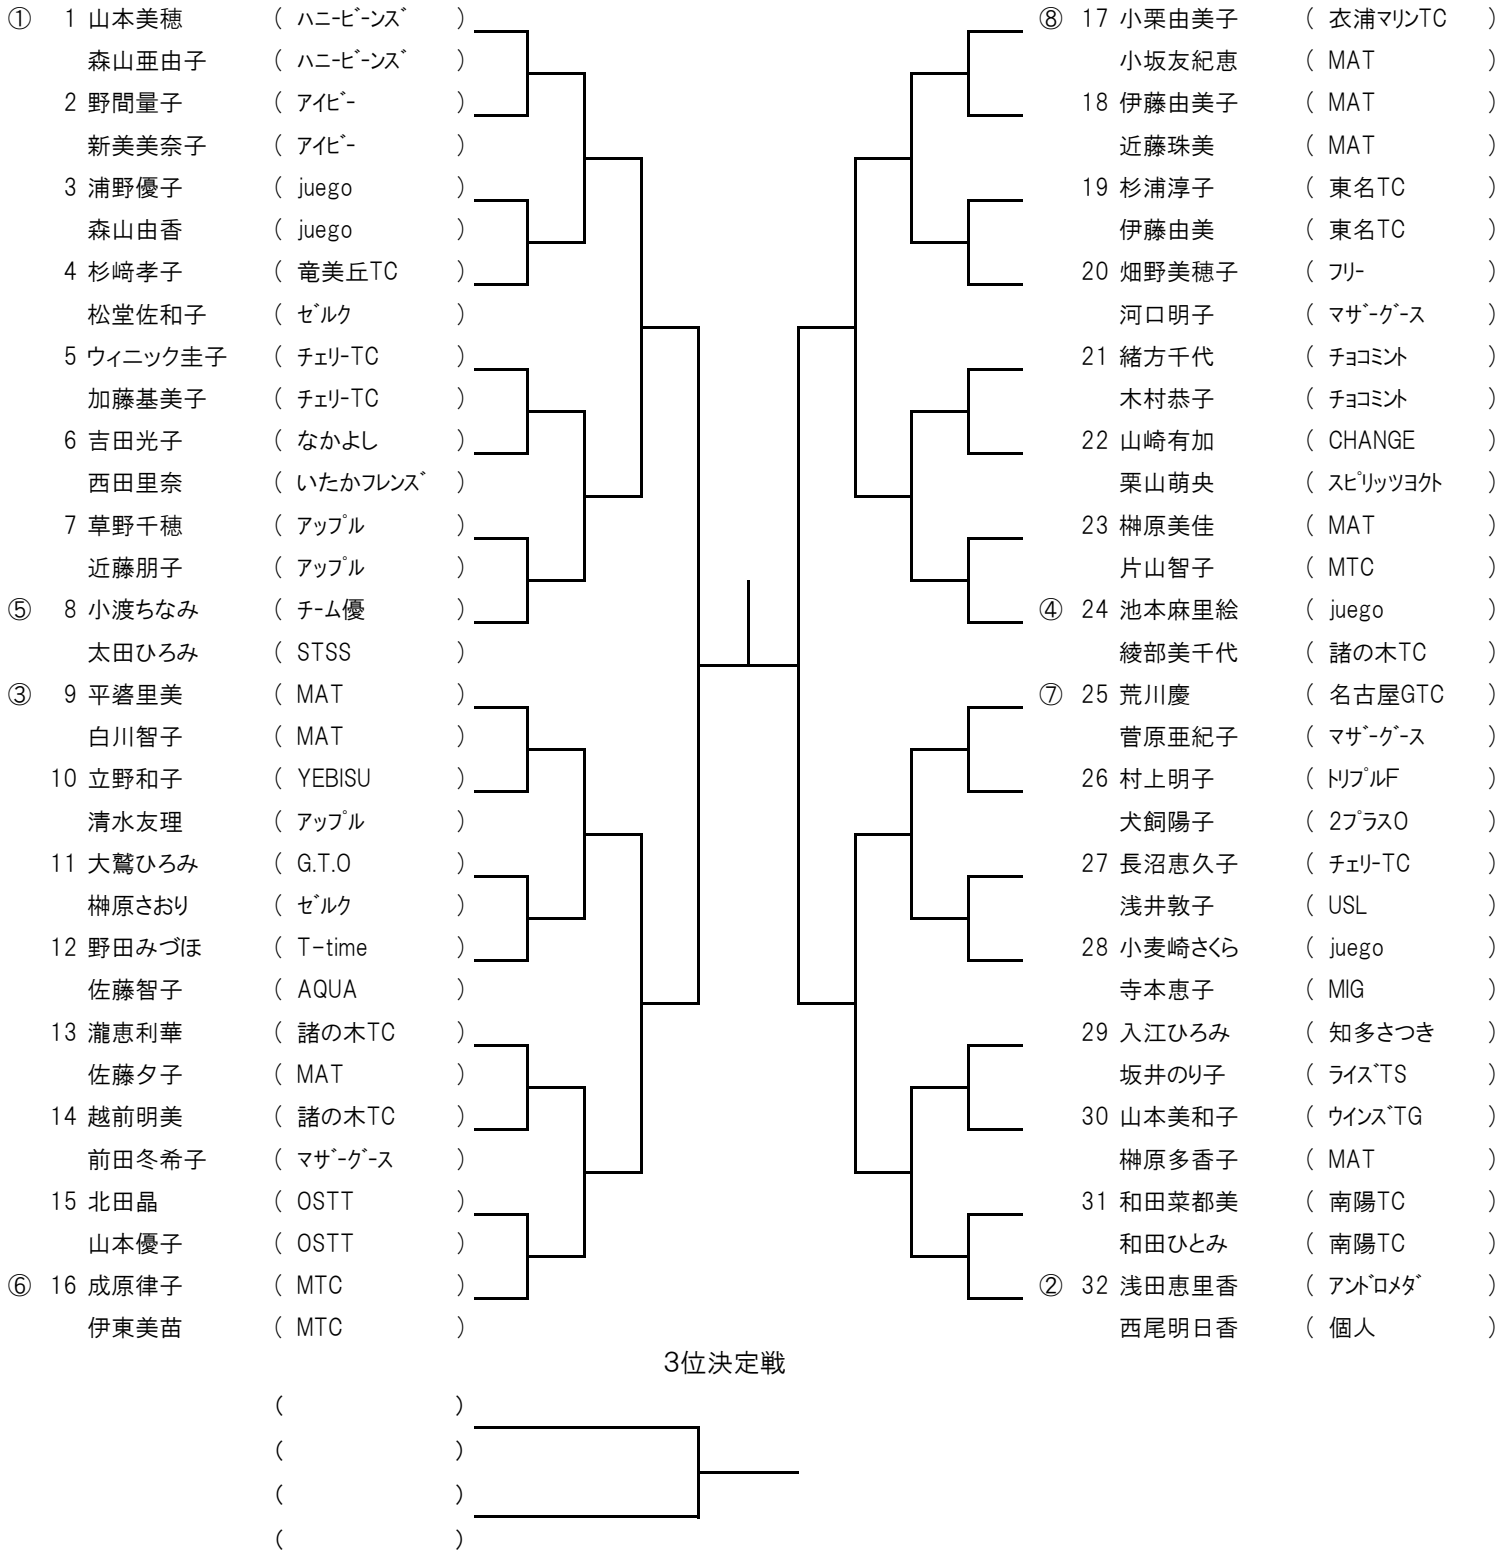 ① 1 山本美穂 ( ハニービーンズ )
森山亜由子 ( ハニービーンズ )
2 野間量子 ( アイビー )
新美美奈子 ( アイビー )
3 浦野優子 ( juego )
森山由香 ( juego )
4 杉﨑孝子 ( 竜美丘TC )
松堂佐和子 ( ゼルク )
5 ウィニック圭子 ( チェリーTC )
加藤基美子 ( チェリーTC )
6 吉田光子 ( なかよし )
西田里奈 ( いたかフレンズ )
7 草野千穂 ( アップル )
近藤朋子 ( アップル )
⑤ 8 小渡ちなみ ( チーム優 )
太田ひろみ ( STSS )
③ 9 平碆里美 ( MAT )
白川智子 ( MAT )
10 立野和子 ( YEBISU )
清水友理 ( アップル )
11 大鷲ひろみ ( G.T.O )
榊原さおり ( ゼルク )
12 野田みづほ ( T-time )
佐藤智子 ( AQUA )
13 瀧恵利華 ( 諸の木TC )
佐藤夕子 ( MAT )
14 越前明美 ( 諸の木TC )
前田冬希子 ( マザーグース )
15 北田晶 ( OSTT )
山本優子 ( OSTT )
⑥ 16 成原律子 ( MTC )
伊東美苗 ( MTC )
⑧ 17 小栗由美子 ( 衣浦マリンTC )
小坂友紀恵 ( MAT )
18 伊藤由美子 ( MAT )
近藤珠美 ( MAT )
19 杉浦淳子 ( 東名TC )
伊藤由美 ( 東名TC )
20 畑野美穂子 ( フリー )
河口明子 ( マザーグース )
21 緒方千代 ( チョコミント )
木村恭子 ( チョコミント )
22 山崎有加 ( CHANGE )
栗山萌央 ( スピリッツヨクト )
23 榊原美佳 ( MAT )
片山智子 ( MTC )
④ 24 池本麻里絵 ( juego )
綾部美千代 ( 諸の木TC )
⑦ 25 荒川慶 ( 名古屋GTC )
菅原亜紀子 ( マザーグース )
26 村上明子 ( トリプルF )
犬飼陽子 ( 2プラス0 )
27 長沼恵久子 ( チェリーTC )
浅井敦子 ( USL )
28 小麦崎さくら ( juego )
寺本恵子 ( MIG )
29 入江ひろみ ( 知多さつき )
坂井のり子 ( ライズTS )
30 山本美和子 ( ウインズTG )
榊原多香子 ( MAT )
31 和田菜都美 ( 南陽TC )
和田ひとみ ( 南陽TC )
② 32 浅田恵里香 ( アンドロメダ )
西尾明日香 ( 個人 )
3位決定戦
( )
( )
( )
( )